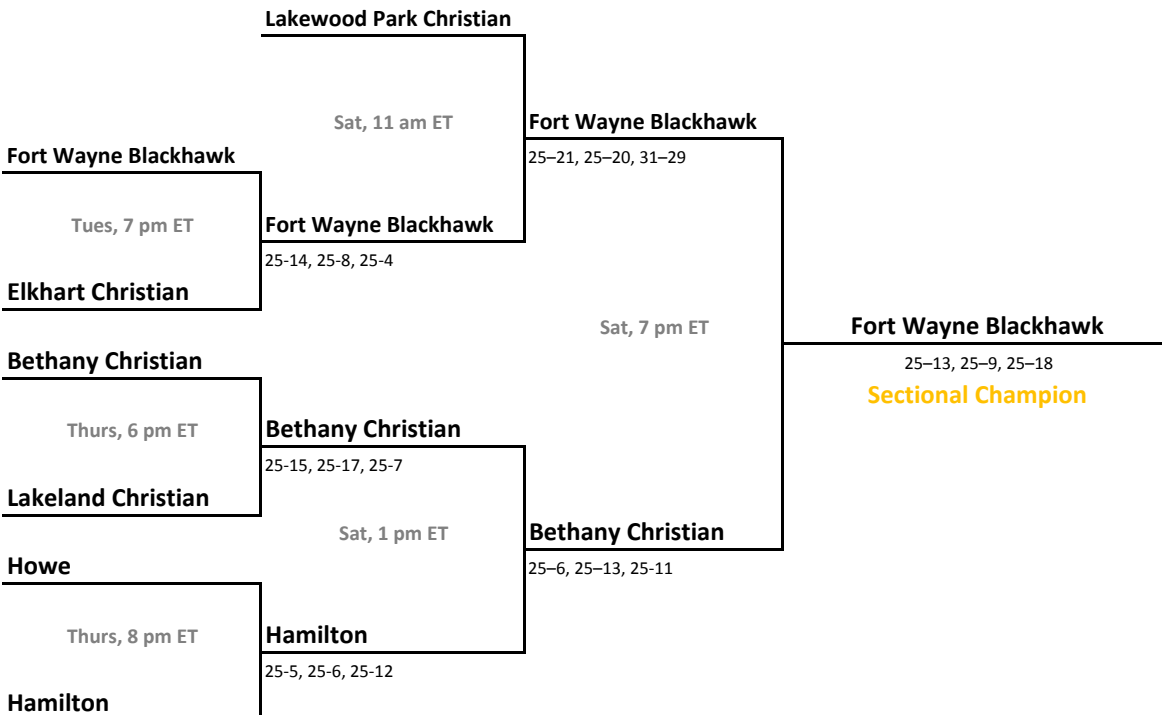 Lakewood Park Christian
Sat, 11 am ET
Fort Wayne Blackhawk
Fort Wayne Blackhawk
25–21, 25–20, 31–29
Tues, 7 pm ET
Fort Wayne Blackhawk
25-14, 25-8, 25-4
Elkhart Christian
Sat, 7 pm ET
Fort Wayne Blackhawk
Bethany Christian
25–13, 25–9, 25–18
Sectional Champion
Thurs, 6 pm ET
Bethany Christian
25-15, 25-17, 25-7
Lakeland Christian
Sat, 1 pm ET
Bethany Christian
Howe
25–6, 25–13, 25-11
Thurs, 8 pm ET
Hamilton
25-5, 25-6, 25-12
Hamilton